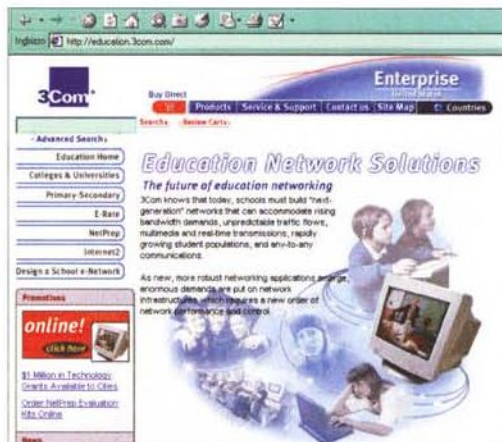 Indirizzo http://education.3com.com/
3Com
Enterprise
United States
Buy Direct
Products Service & Support Contact us Site Map Countries
Search Review Cart
Advanced Search
Education Home
Colleges & Universities
Primary-Secondary
E-Rate
NetPrep
Internet2
Design a School e-Network
Education Network Solutions
The future of education networking
3Com knows that today, schools must build "next-
generation" networks that can accommodate rising
bandwidth demands, unpredictable traffic flows,
multimedia and real-time transmissions, rapidly
growing student populations, and any-to-any
communications.
As new, more robust networking applications emerge,
enormous demands are put on network
infrastructures, which requires a new order of
network performance and control.
Promotions
online!
click here
$1 Million in Technology
Grants Available to Cities
Order NetPrep Evaluation
Kits Online
News